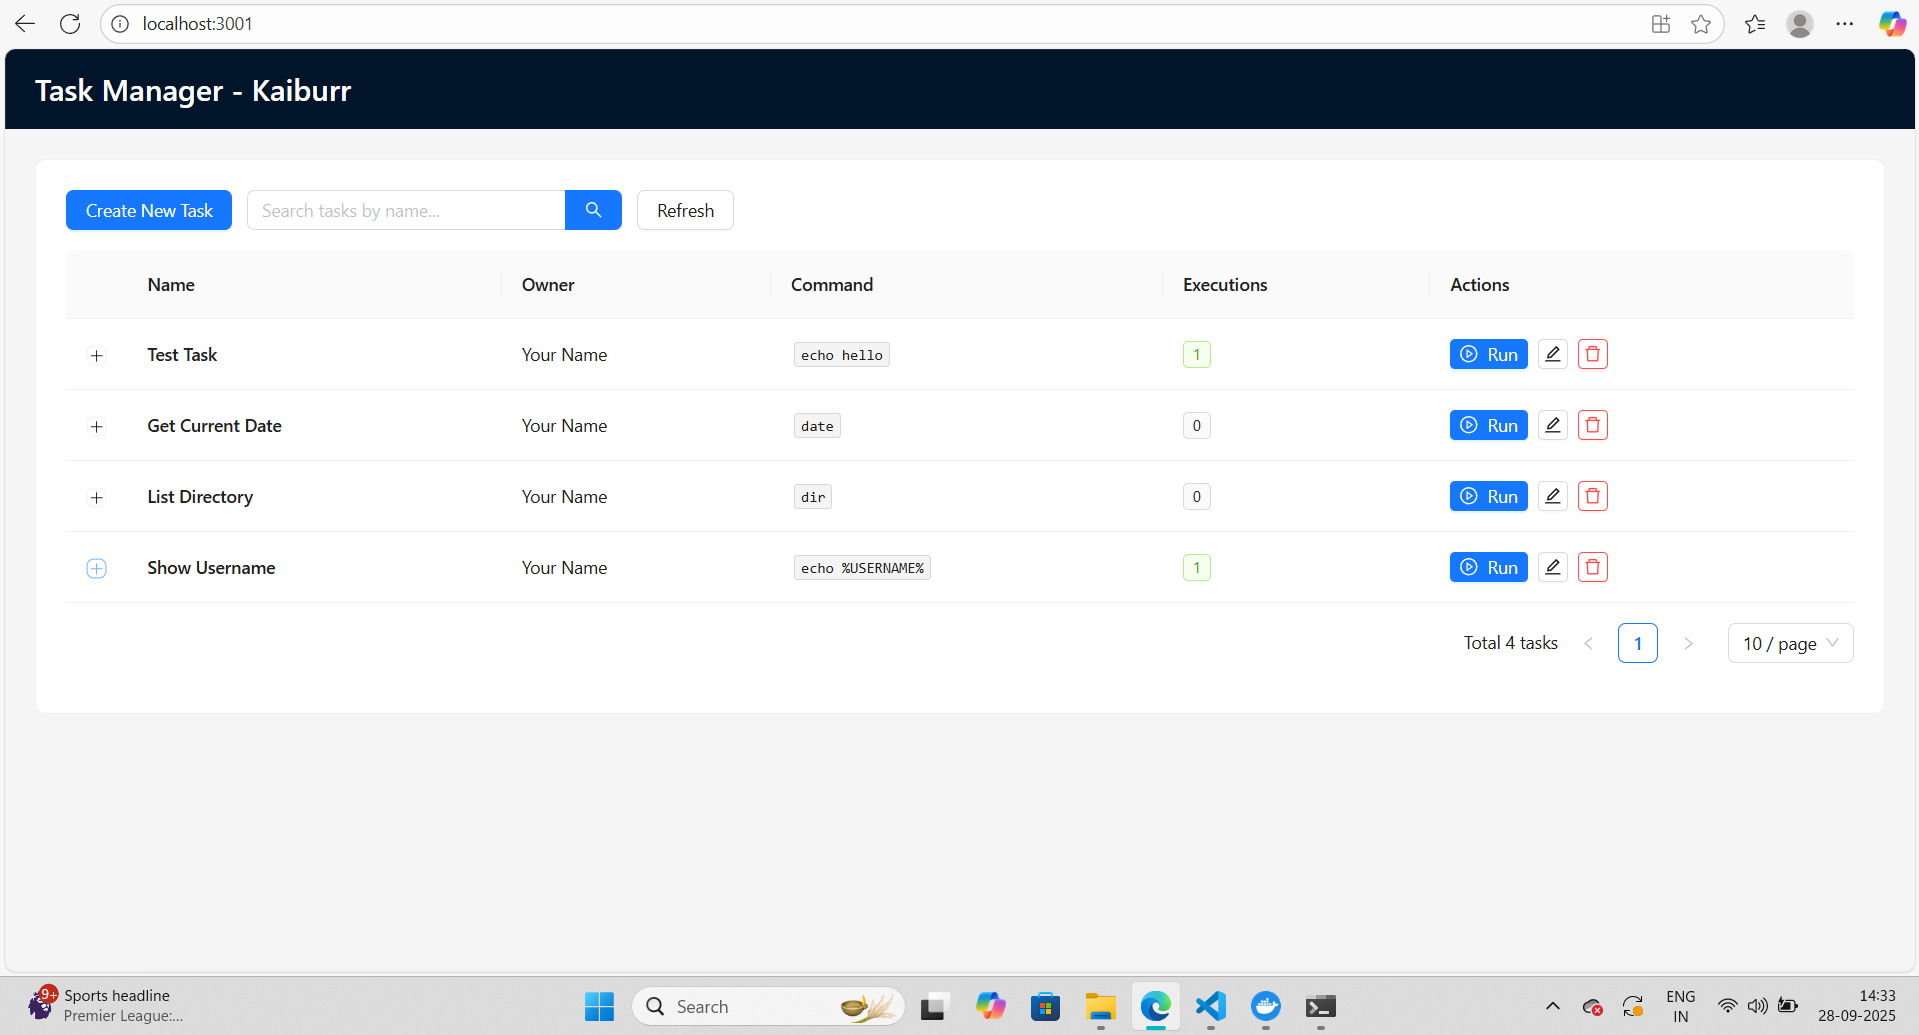 localhost:3001
Task Manager - Kaiburr
Create New Task Search tasks by name... Refresh
Name Owner Command Executions Actions
Test Task Your Name echo hello 1 Run
Get Current Date Your Name date 0 Run
List Directory Your Name dir 0 Run
Show Username Your Name echo %USERNAME% 1 Run
Total 4 tasks 1 10 / page
9+
Sports headline
Premier League:...
Search
ENG
IN
14:33
28-09-2025